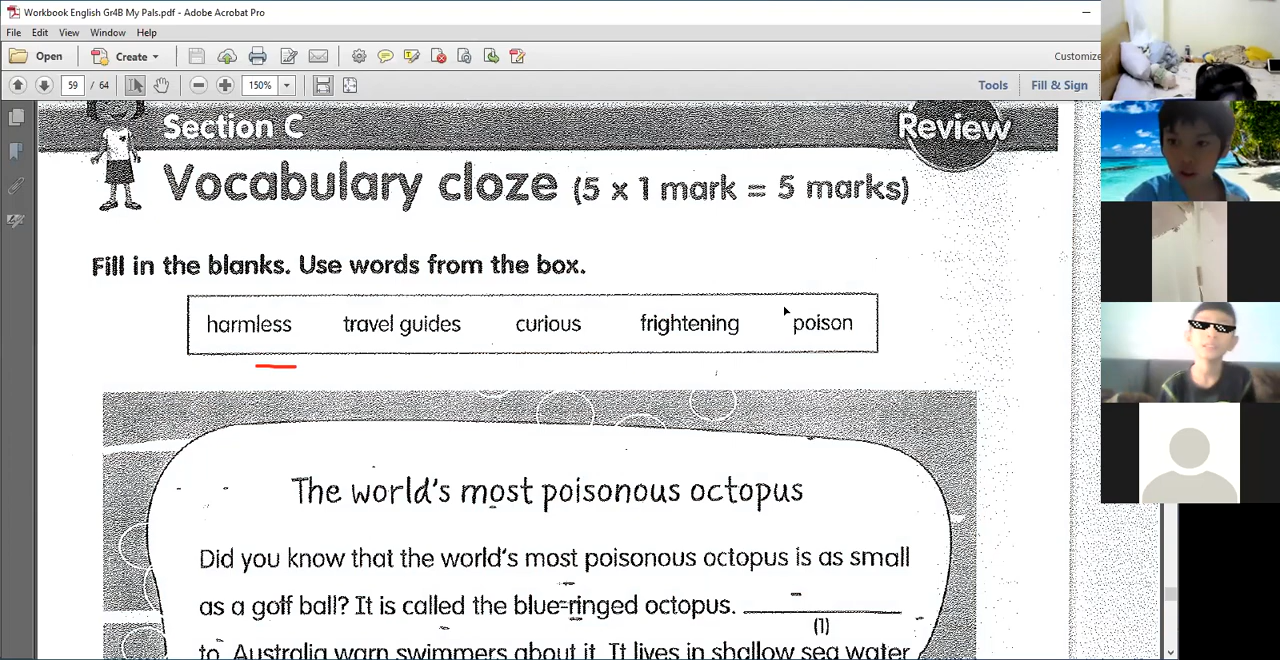 Workbook English Gr4B My Pals.pdf - Adobe Acrobat Pro
File Edit View Window Help
Open Create Customize
59 / 64 150% Tools Fill & Sign
Section C Review
Vocabulary cloze (5 x 1 mark = 5 marks)
Fill in the blanks. Use words from the box.
harmless travel guides curious frightening poison
The world's most poisonous octopus
Did you know that the world's most poisonous octopus is as small
as a golf ball? It is called the blue-ringed octopus.
(1)
to Australia warn swimmers about it. It lives in shallow sea water